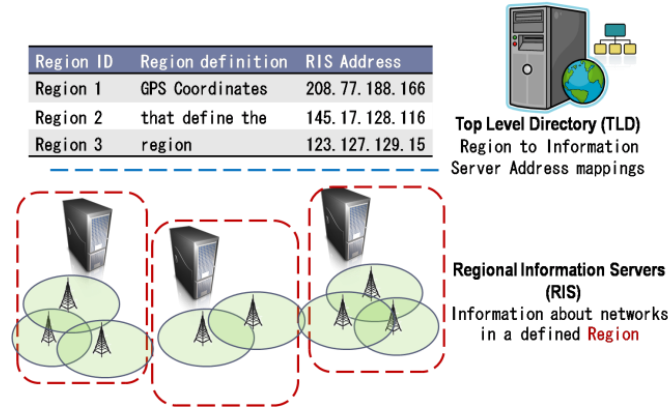 Region ID Region definition RIS Address
Region 1 GPS Coordinates 208.77.188.166
Region 2 that define the 145.17.128.116
Region 3 region 123.127.129.15
Top Level Directory (TLD)
Region to Information
Server Address mappings
Regional Information Servers
(RIS)
Information about networks
in a defined Region